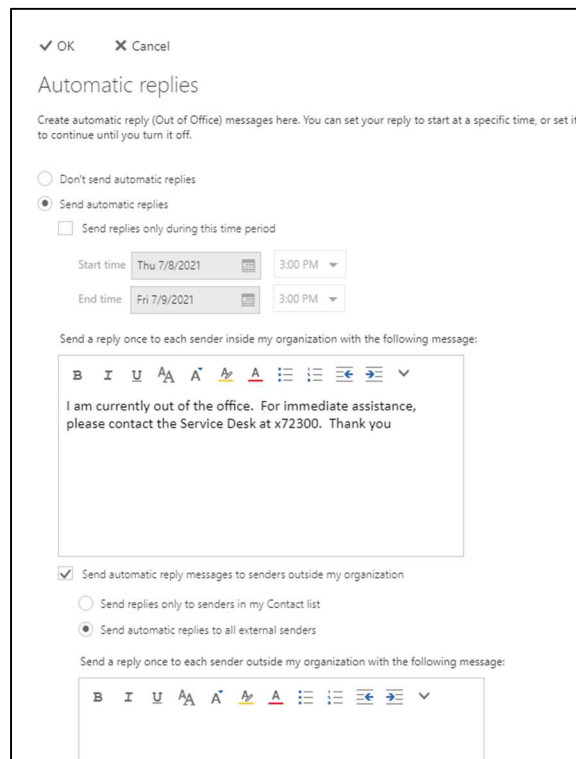 OK Cancel
Automatic replies
Create automatic reply (Out of Office) messages here. You can set your reply to start at a specific time, or set it
to continue until you turn it off.
Don't send automatic replies
Send automatic replies
Send replies only during this time period
Start time Thu 7/8/2021 3:00 PM
End time Fri 7/9/2021 3:00 PM
Send a reply once to each sender inside my organization with the following message:
B I U AA A A A
I am currently out of the office.  For immediate assistance,
please contact the Service Desk at x72300.  Thank you
Send automatic reply messages to senders outside my organization
Send replies only to senders in my Contact list
Send automatic replies to all external senders
Send a reply once to each sender outside my organization with the following message:
B I U AA A A A